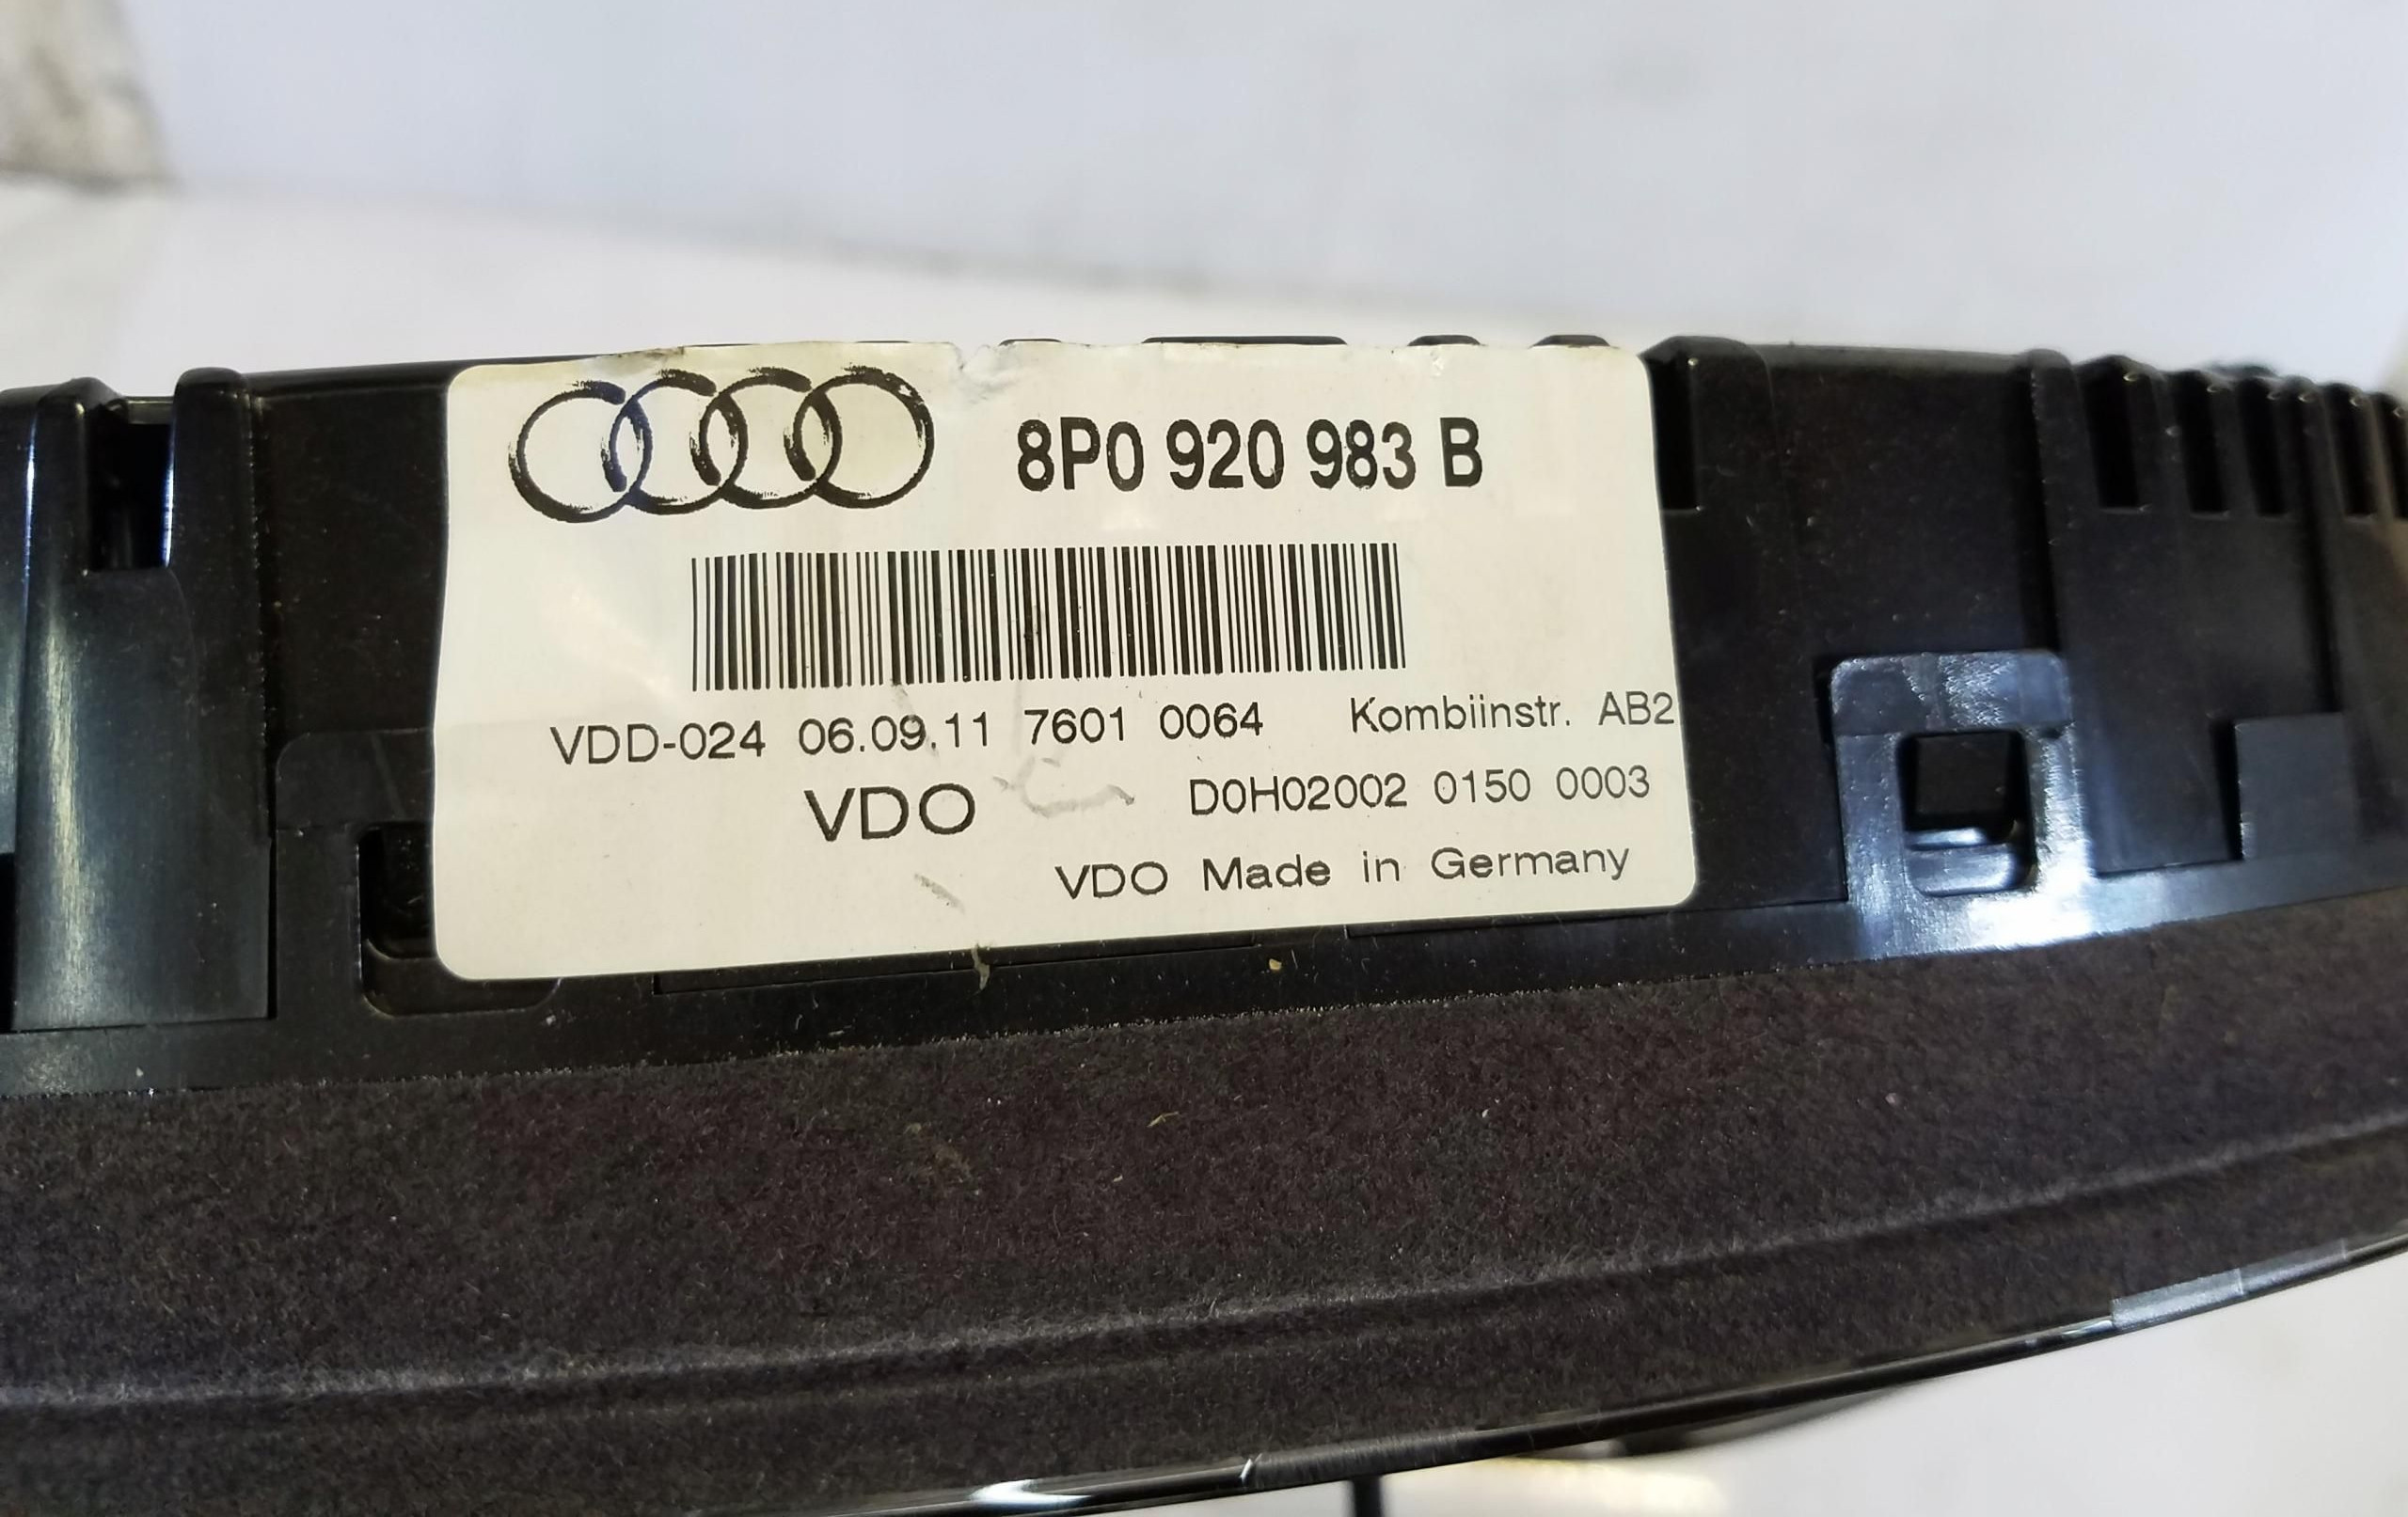 8P0 920 983 B
VDD-024 06.09.11 7601 0064 Kombiinstr. AB2
VDO D0H02002 0150 0003
VDO Made in Germany